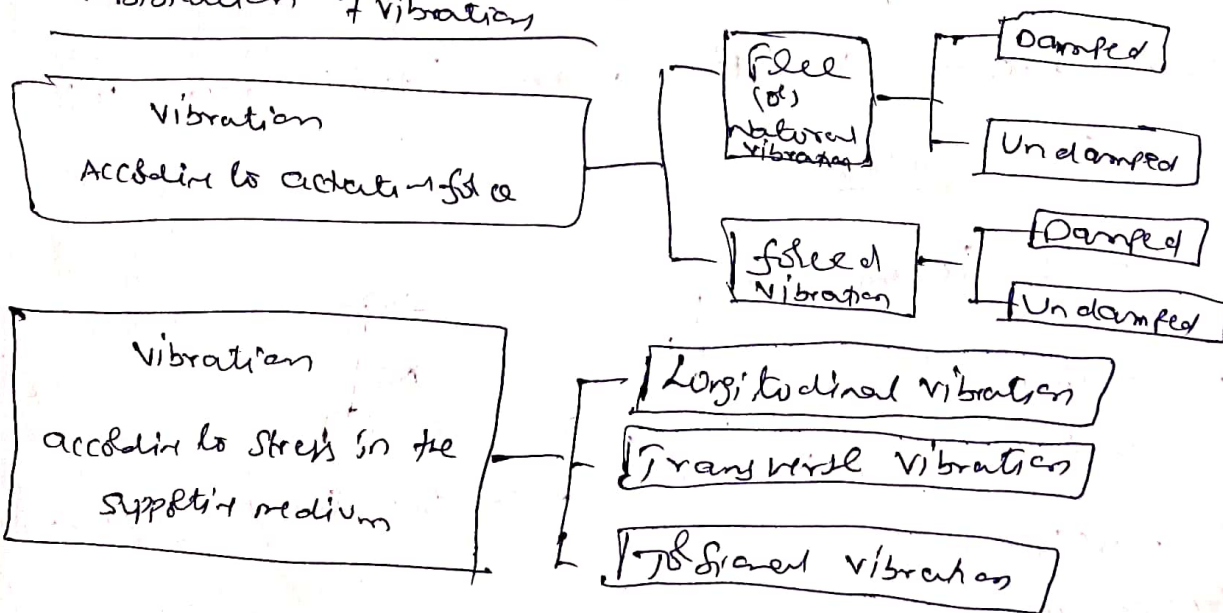 of Vibration
Vibration
According to actuating force
Free
(or)
Natural
vibration
Damped
Undamped
forced
Vibration
Damped
Undamped
Vibration
according to stress in the
supporting medium
Longitudinal vibration
Transverse vibration
Torsional vibration